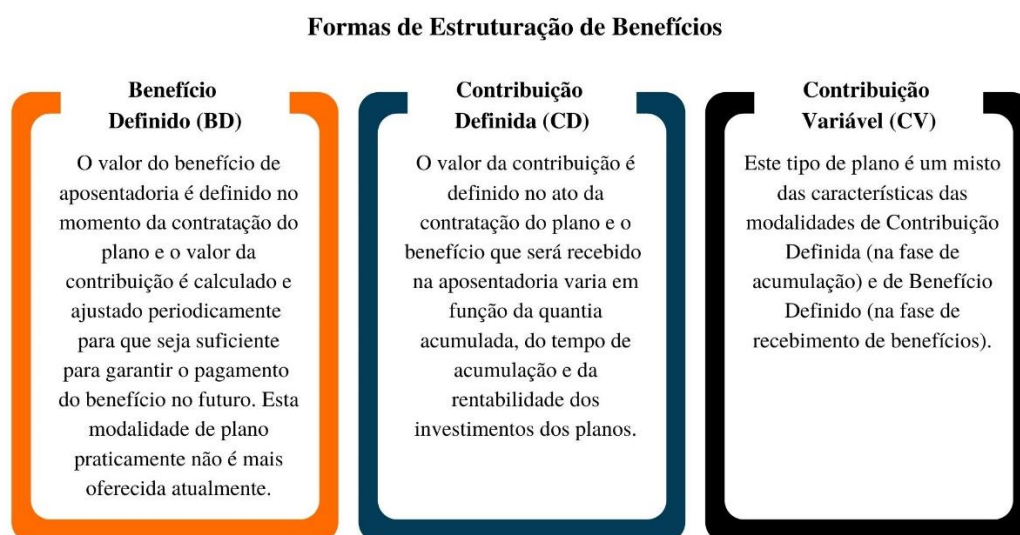 Formas de Estruturação de Benefícios
Benefício
Definido (BD)
O valor do benefício de
aposentadoria é definido no
momento da contratação do
plano e o valor da
contribuição é calculado e
ajustado periodicamente
para que seja suficiente
para garantir o pagamento
do benefício no futuro. Esta
modalidade de plano
praticamente não é mais
oferecida atualmente.
Contribuição
Definida (CD)
O valor da contribuição é
definido no ato da
contratação do plano e o
benefício que será recebido
na aposentadoria varia em
função da quantia
acumulada, do tempo de
acumulação e da
rentabilidade dos
investimentos dos planos.
Contribuição
Variável (CV)
Este tipo de plano é um misto
das características das
modalidades de Contribuição
Definida (na fase de
acumulação) e de Benefício
Definido (na fase de
recebimento de benefícios).